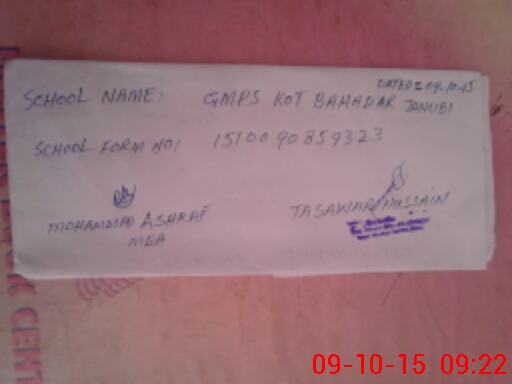 DATED = 09-10-15
SCHOOL NAME: GMPS KOT BAHADAR JANUBI
SCHOOL FORM NO: 15100 90859323
MOHAMMAD ASHRAF
MEA
TASAWAR HUSSAIN
CENT
09-10-15 09:22